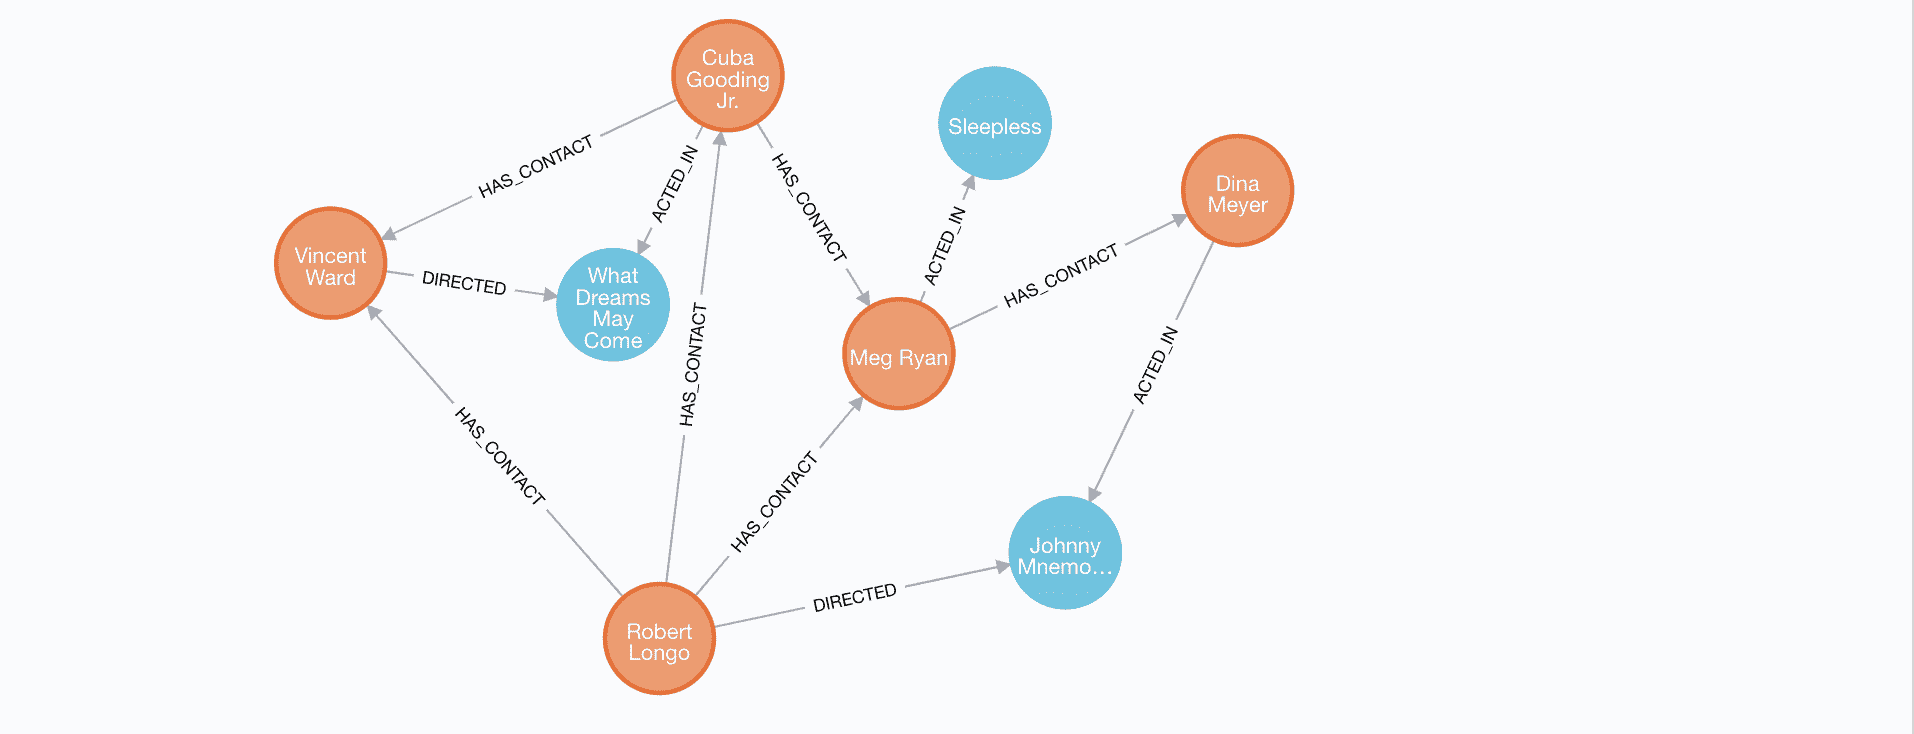 Cuba
Gooding
Jr.
Sleepless
HAS_CONTACT
ACTED_IN
HAS_CONTACT
Dina
Meyer
ACTED_IN
Vincent
Ward
DIRECTED
What
Dreams
May
Come
HAS_CONTACT
HAS_CONTACT
Meg Ryan
ACTED_IN
HAS_CONTACT
HAS_CONTACT
Johnny
Mnemo…
DIRECTED
Robert
Longo